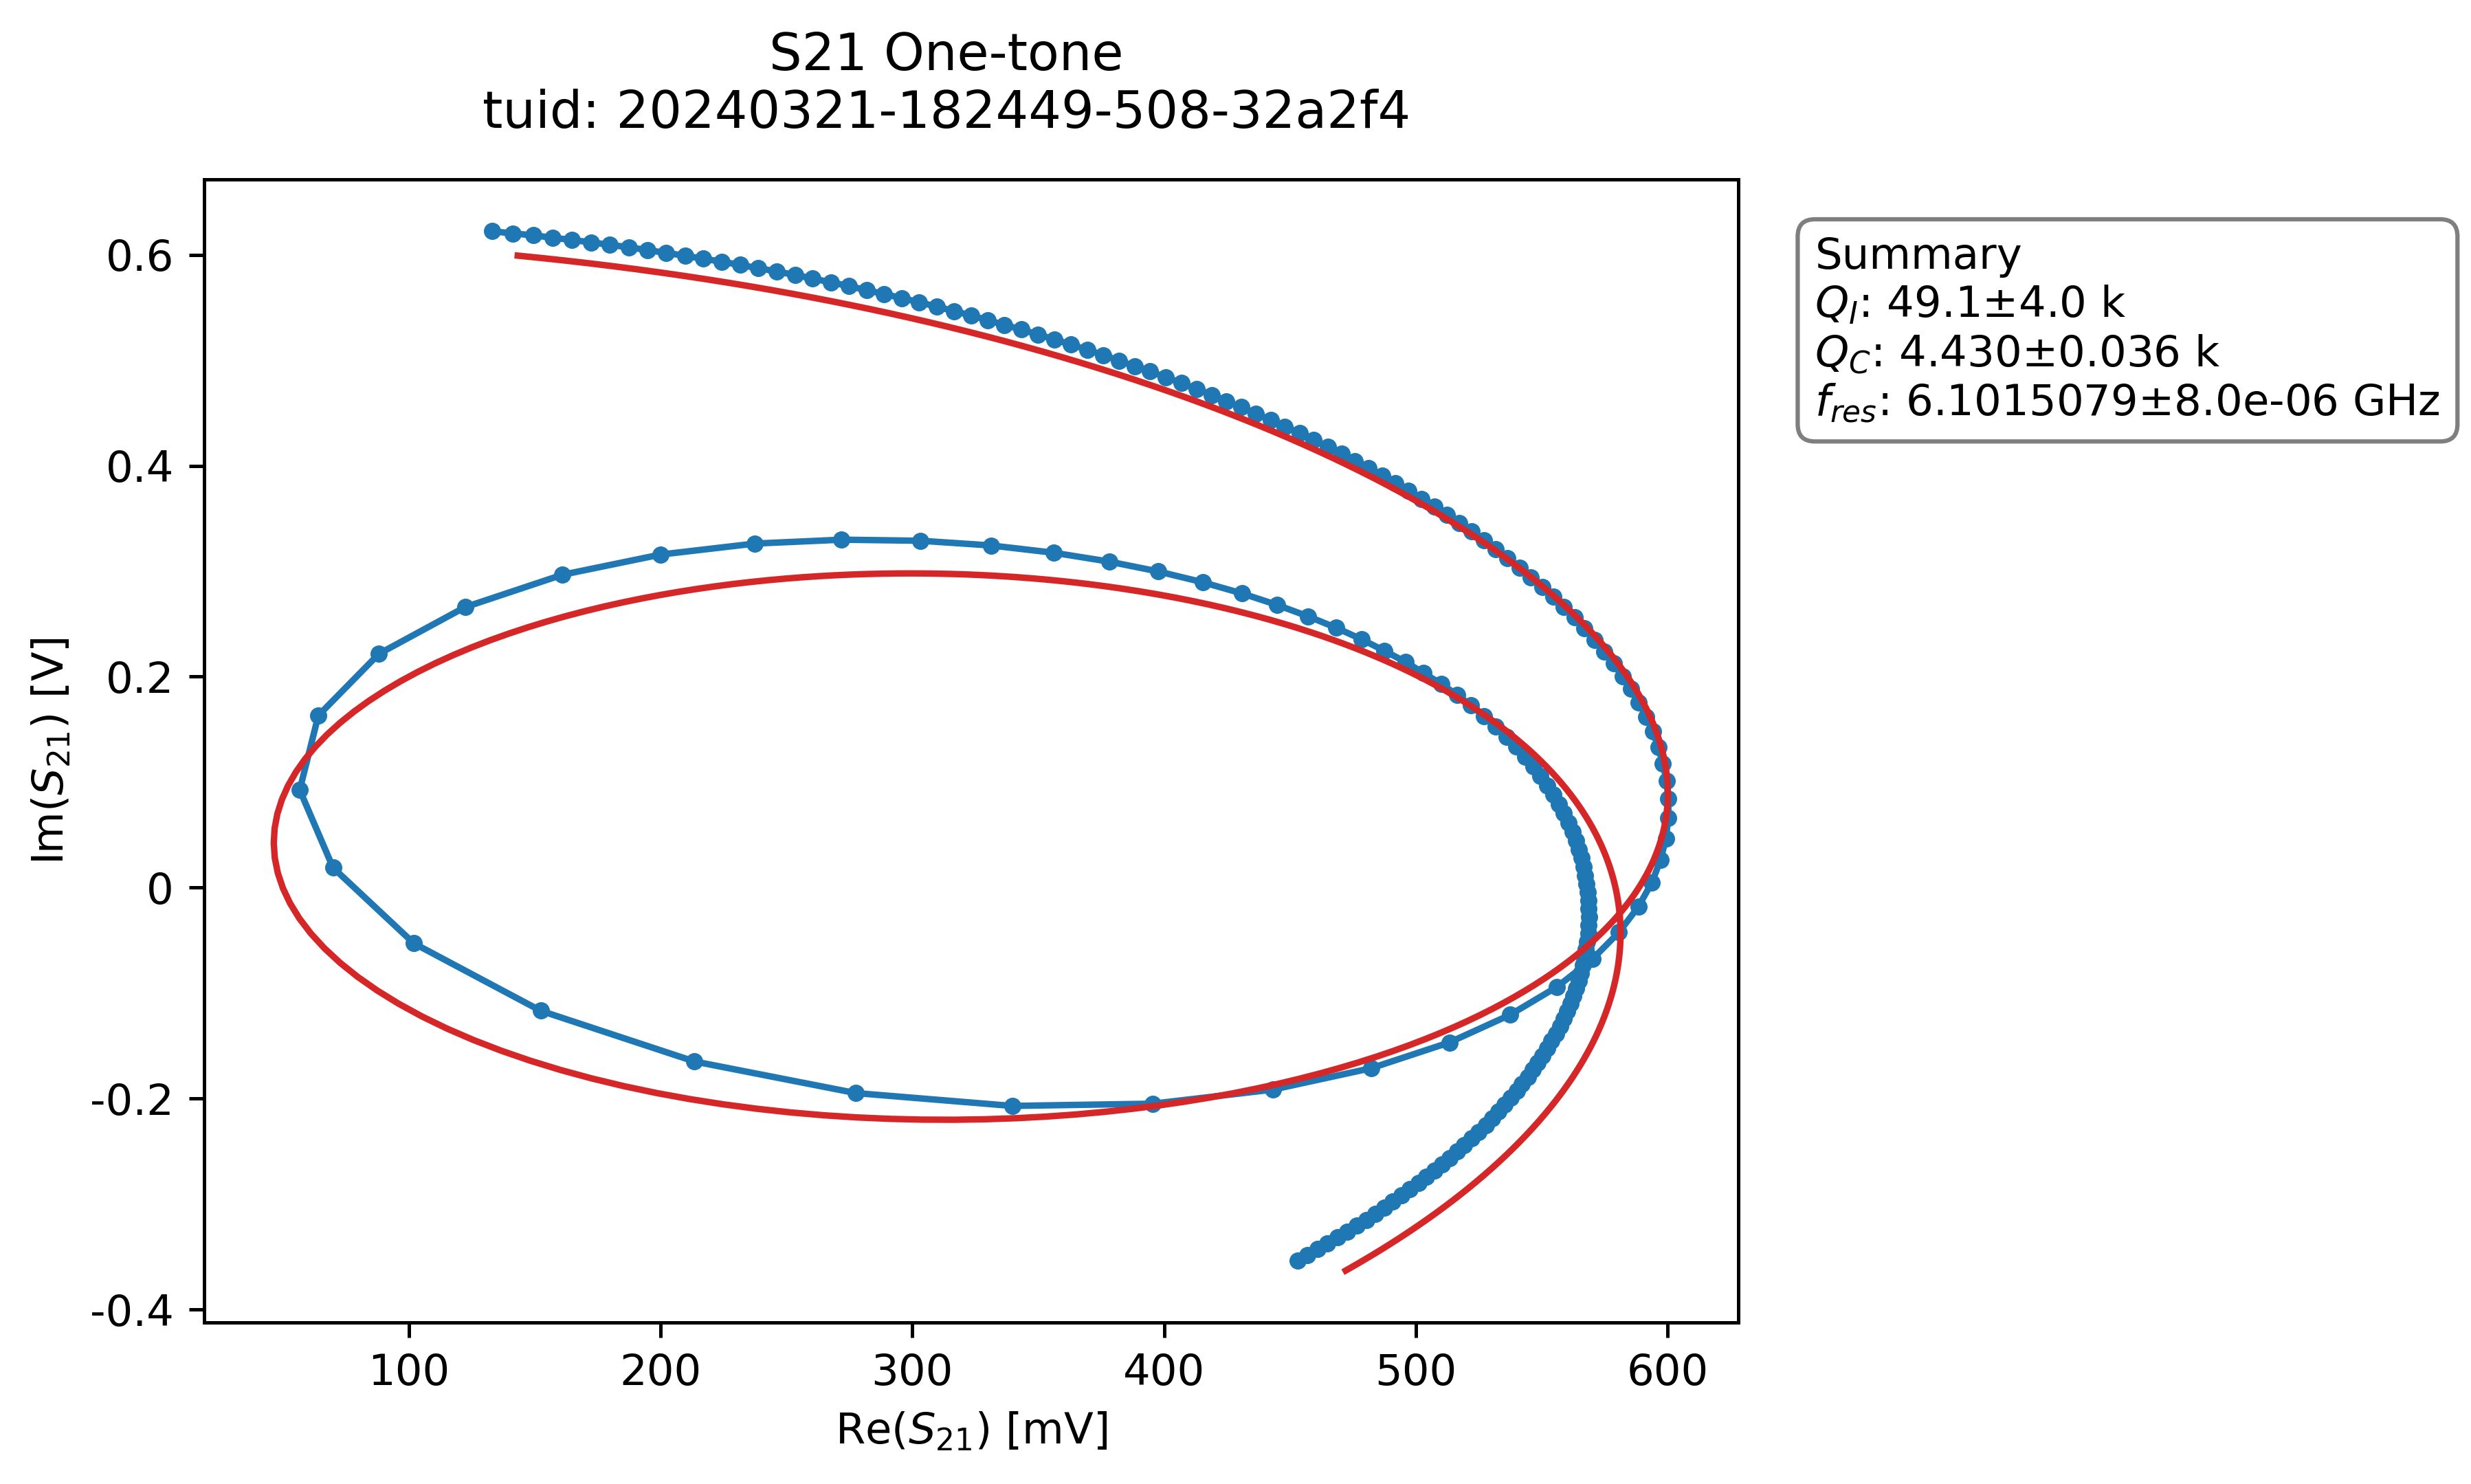 S21 One-tone
tuid: 20240321-182449-508-32a2f4
0.6
0.4
0.2
0
-0.2
-0.4
Im(S21) [V]
100 200 300 400 500 600
Re(S21) [mV]
Summary
QI: 49.1±4.0 k
QC: 4.430±0.036 k
fres: 6.1015079±8.0e-06 GHz